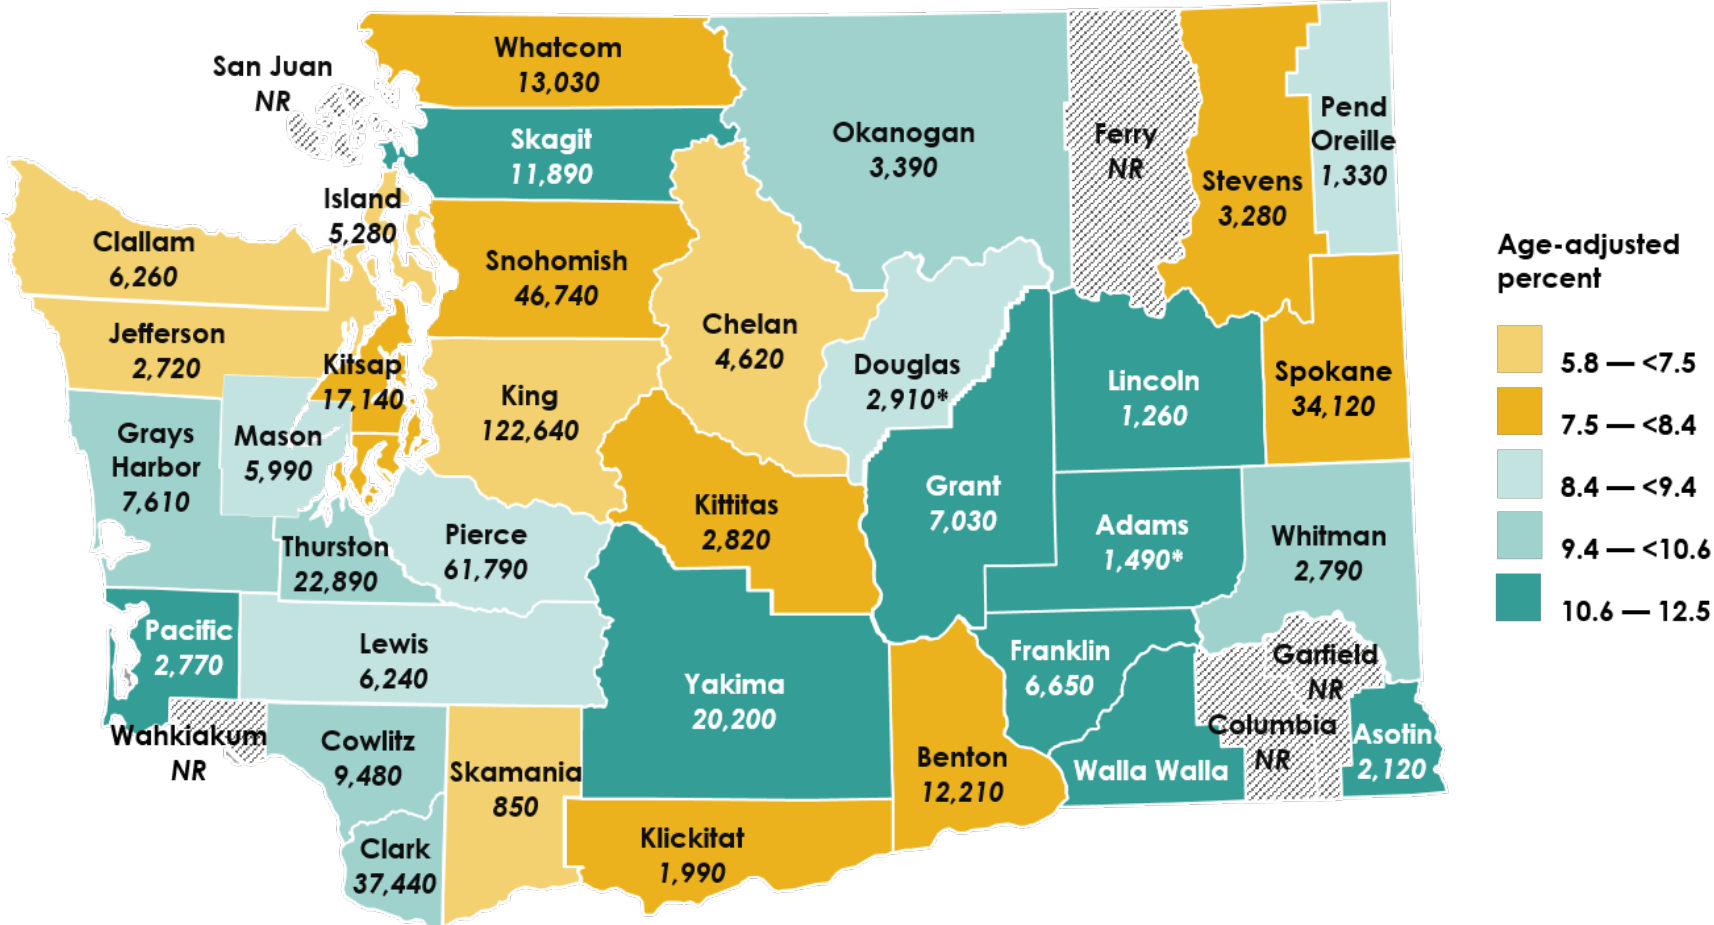 Whatcom
13,030
San Juan
NR
Skagit
11,890
Okanogan
3,390
Ferry
NR
Stevens
3,280
Pend
Oreille
1,330
Island
5,280
Clallam
6,260
Snohomish
46,740
Jefferson
2,720
Kitsap
17,140
King
122,640
Chelan
4,620
Douglas
2,910*
Lincoln
1,260
Spokane
34,120
Grays
Harbor
7,610
Mason
5,990
Thurston
22,890
Pierce
61,790
Kittitas
2,820
Grant
7,030
Adams
1,490*
Whitman
2,790
Pacific
2,770
Lewis
6,240
Yakima
20,200
Franklin
6,650
Garfield
NR
Columbia
NR
Asotin
2,120
Wahkiakum
NR
Cowlitz
9,480
Skamania
850
Benton
12,210
Walla Walla
Clark
37,440
Klickitat
1,990
Age-adjusted
percent
5.8 — <7.5
7.5 — <8.4
8.4 — <9.4
9.4 — <10.6
10.6 — 12.5